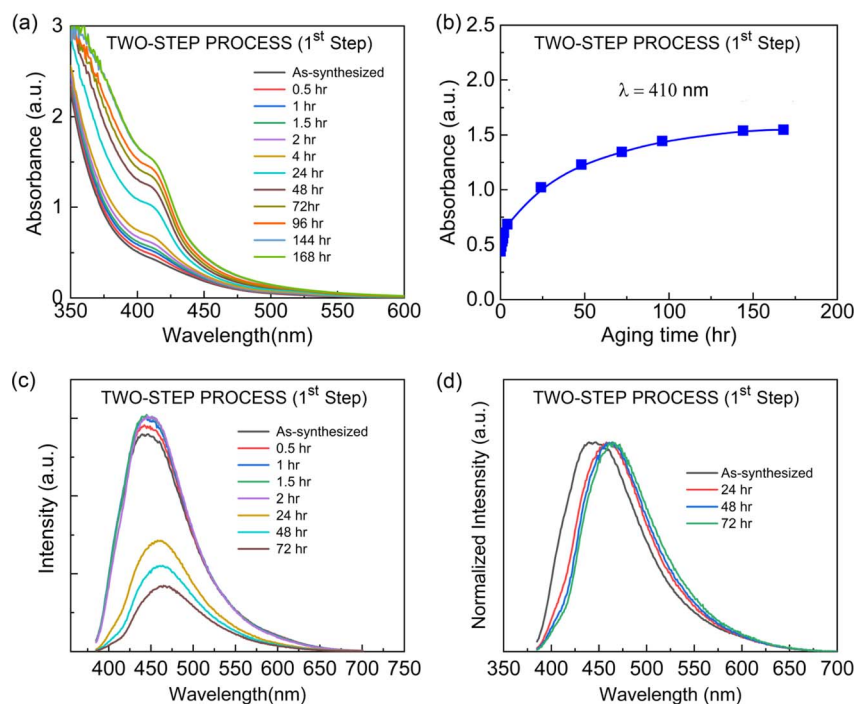 (a)
TWO-STEP PROCESS (1st Step)
As-synthesized
0.5 hr
1 hr
1.5 hr
2 hr
4 hr
24 hr
48 hr
72hr
96 hr
144 hr
168 hr
Absorbance (a.u.)
3
2
1
0
350 400 450 500 550 600
Wavelength(nm)
(b)
TWO-STEP PROCESS (1st Step)
λ = 410 nm
Absorbance (a.u.)
2.5
2.0
1.5
1.0
0.5
0.0
0 50 100 150 200
Aging time (hr)
(c)
TWO-STEP PROCESS (1st Step)
As-synthesized
0.5 hr
1 hr
1.5 hr
2 hr
24 hr
48 hr
72 hr
Intensity (a.u.)
400 450 500 550 600 650 700 750
Wavelength(nm)
(d)
TWO-STEP PROCESS (1st Step)
As-synthesized
24 hr
48 hr
72 hr
Normalized Intesnsity (a.u.)
350 400 450 500 550 600 650 700
Wavelength (nm)